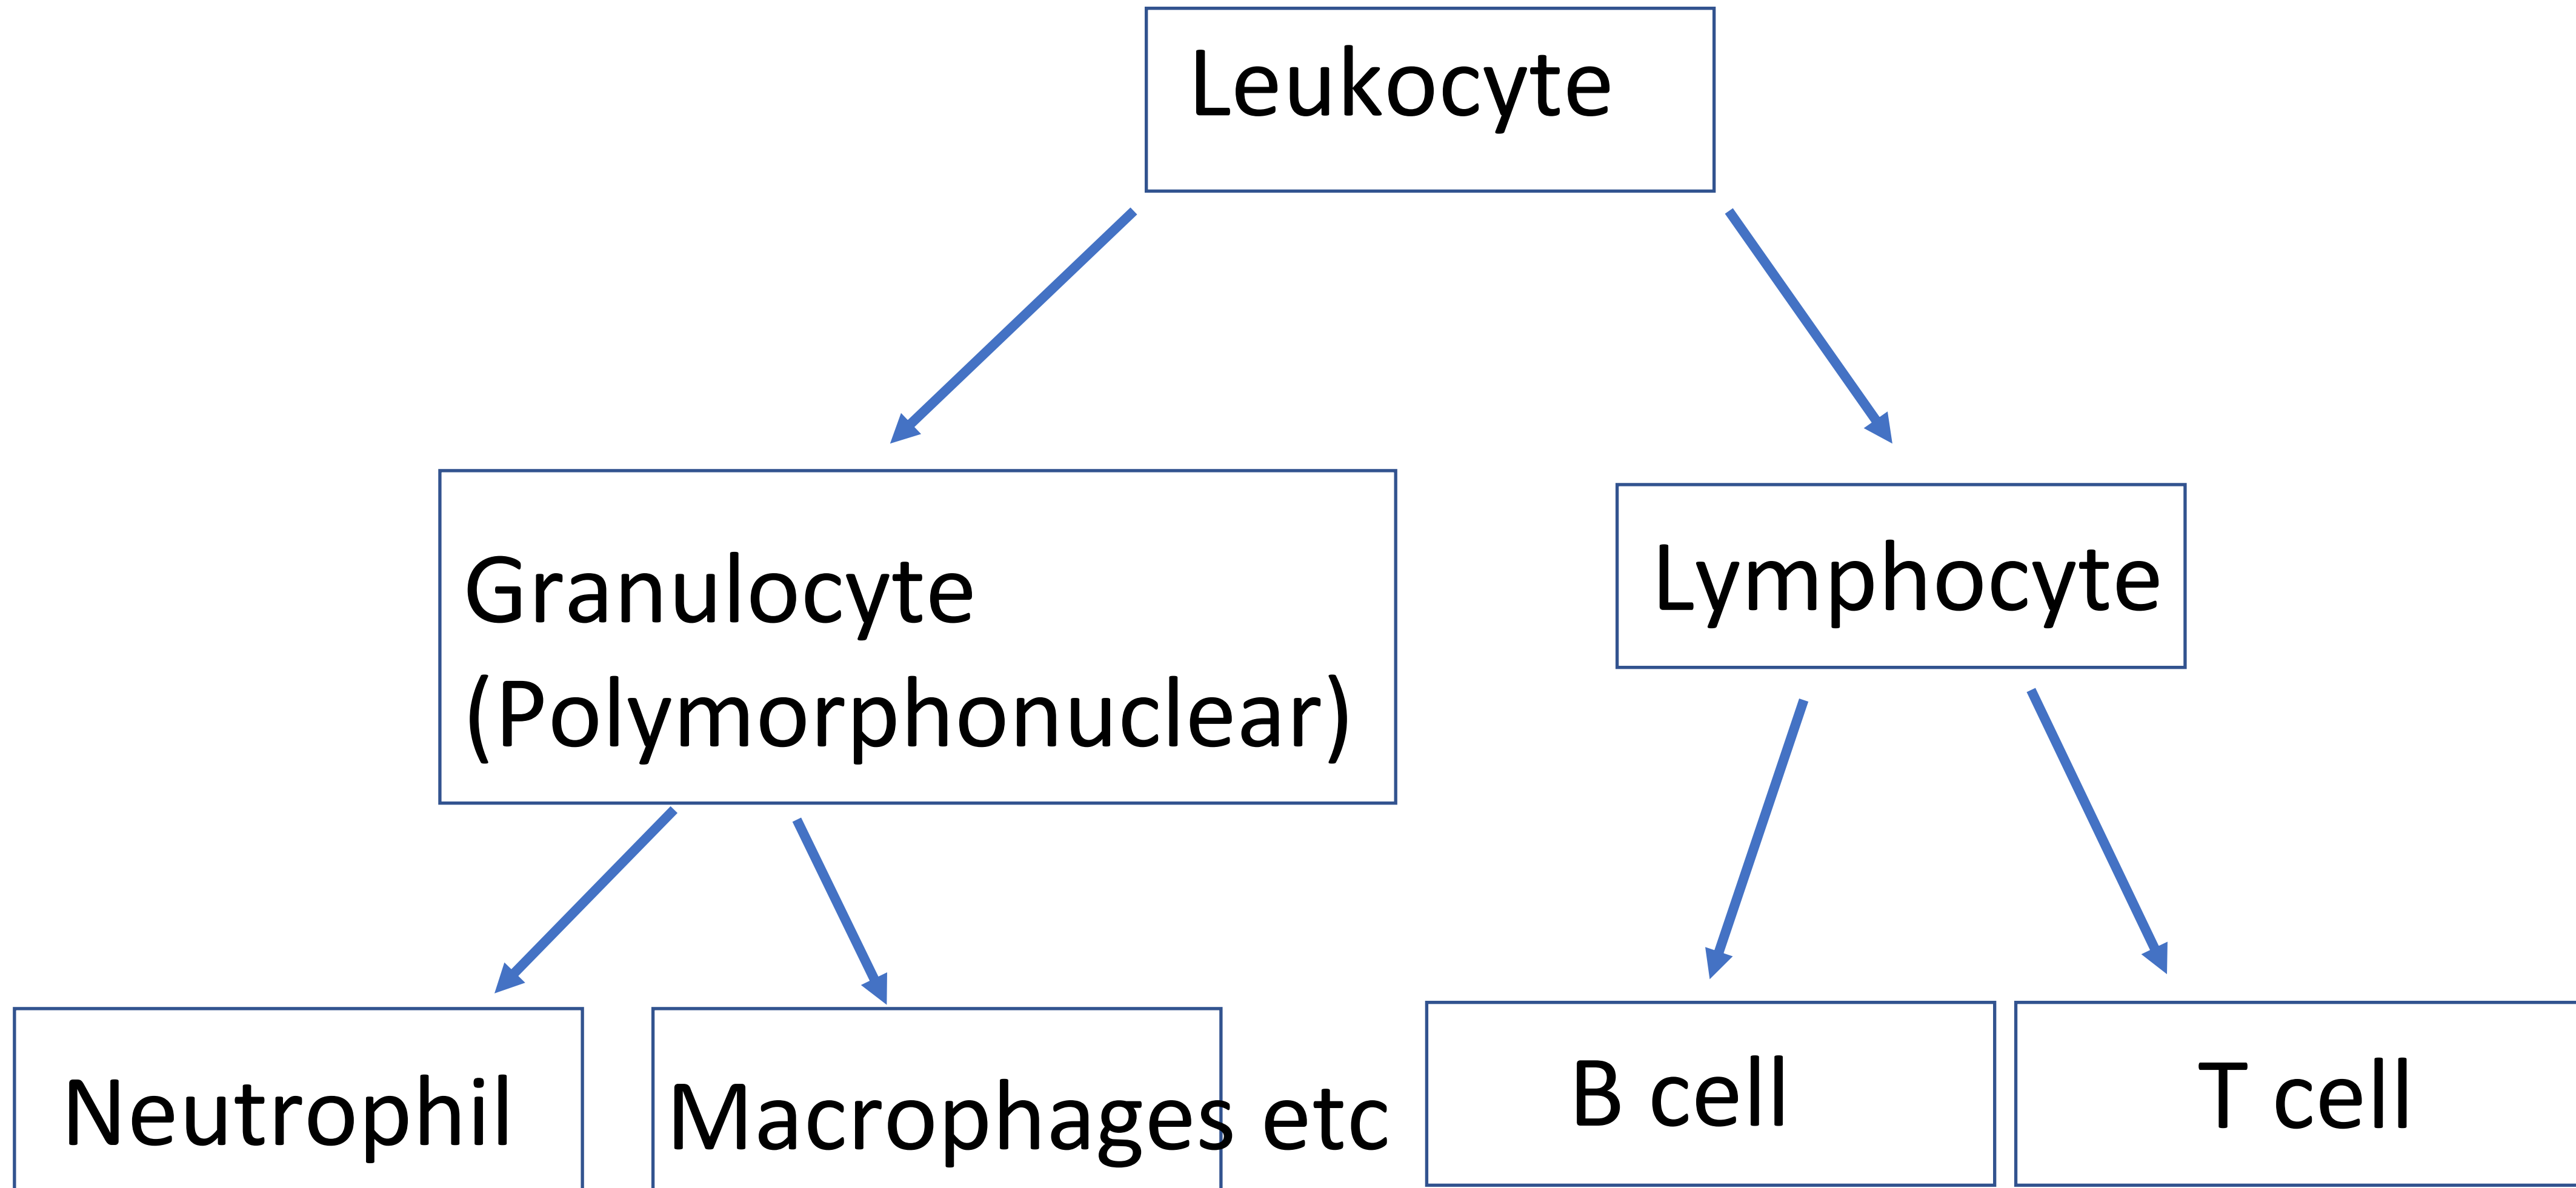 Leukocyte
Granulocyte
(Polymorphonuclear)
Lymphocyte
Neutrophil
Macrophages etc
B cell
T cell